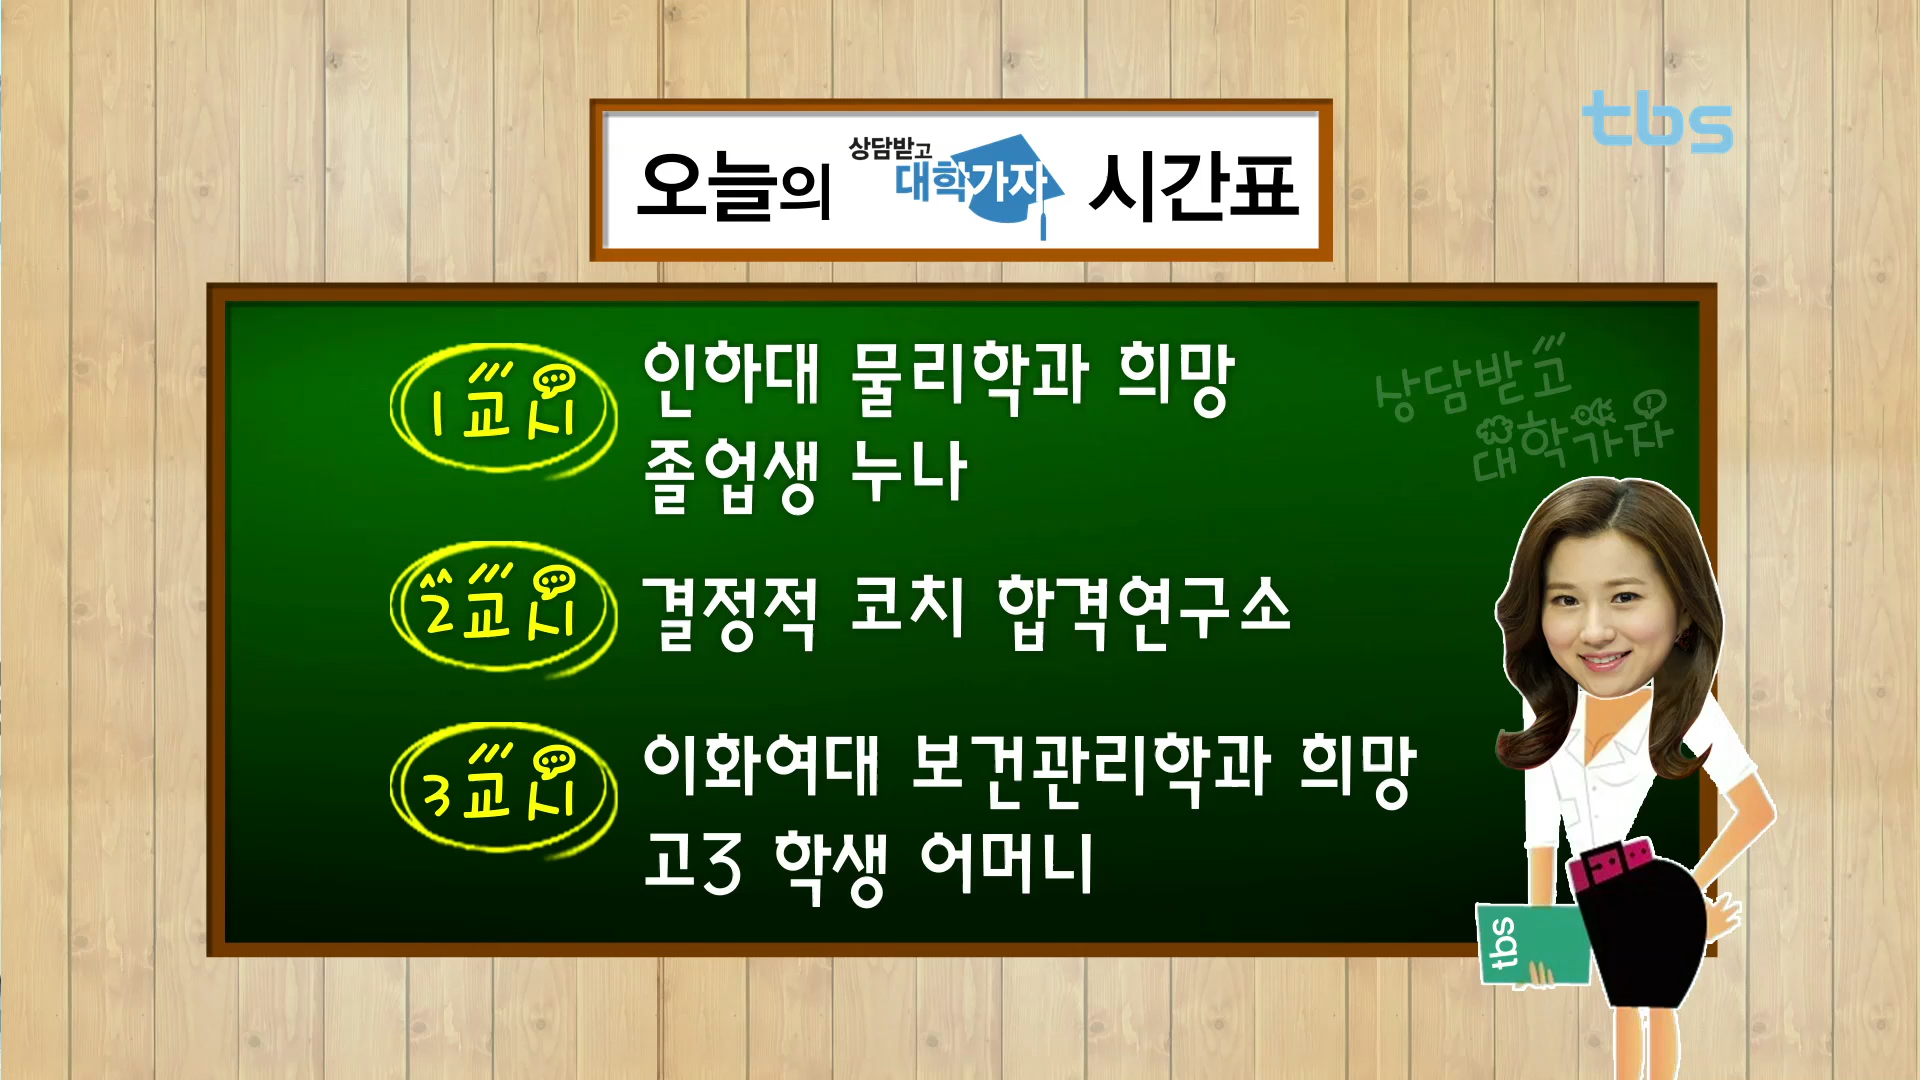 tbs
오늘의 상담받고 대학가자 시간표
1교시
인하대 물리학과 희망
졸업생 누나
2교시
결정적 코치 합격연구소
3교시
이화여대 보건관리학과 희망
고3 학생 어머니
상담받고
대학가자
tbs